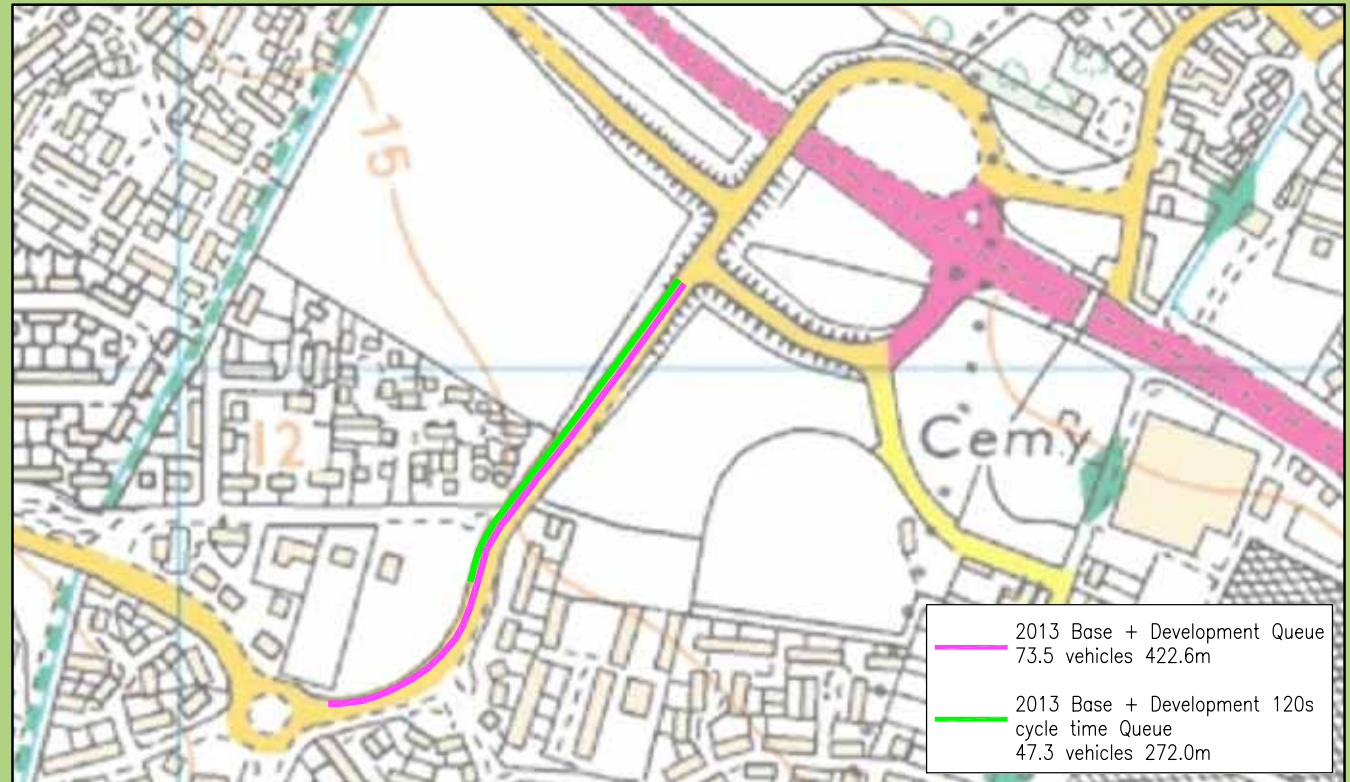 15
12
Cemy
2013 Base + Development Queue
73.5 vehicles 422.6m
2013 Base + Development 120s
cycle time Queue
47.3 vehicles 272.0m